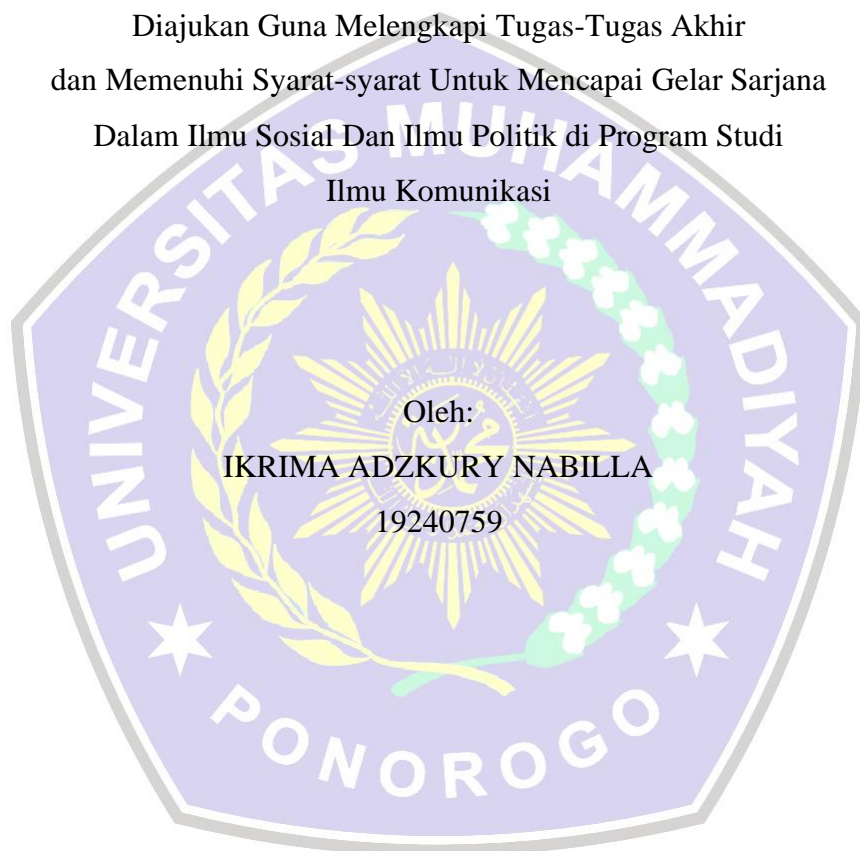 Diajukan Guna Melengkapi Tugas-Tugas Akhir
dan Memenuhi Syarat-syarat Untuk Mencapai Gelar Sarjana
Dalam Ilmu Sosial Dan Ilmu Politik di Program Studi
Ilmu Komunikasi
UNIVERSITAS MUHAMMADIYAH
Oleh:
IKRIMA ADZKURY NABILLA
19240759
PONOROGO